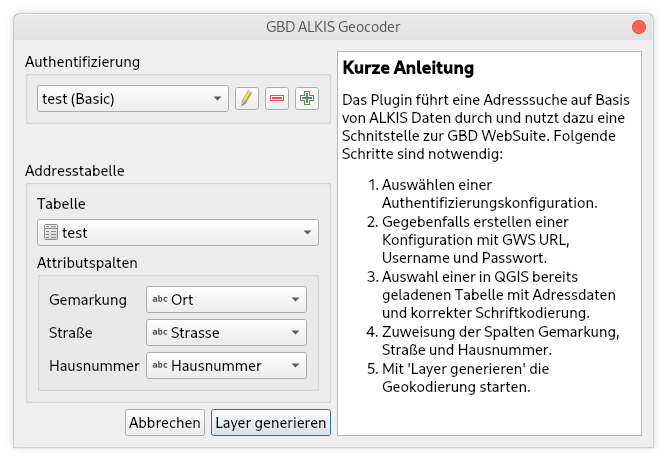 GBD ALKIS Geocoder
Authentifizierung
test (Basic)
Addresstabelle
Tabelle
test
Attributspalten
Gemarkung
abc Ort
Straße
abc Strasse
Hausnummer
abc Hausnummer
Abbrechen
Layer generieren
Kurze Anleitung
Das Plugin führt eine Adresssuche auf Basis
von ALKIS Daten durch und nutzt dazu eine
Schnitstelle zur GBD WebSuite. Folgende
Schritte sind notwendig:
1. Auswählen einer
Authentifizierungskonfiguration.
2. Gegebenfalls erstellen einer
Konfiguration mit GWS URL,
Username und Passwort.
3. Auswahl einer in QGIS bereits
geladenen Tabelle mit Adressdaten
und korrekter Schriftkodierung.
4. Zuweisung der Spalten Gemarkung,
Straße und Hausnummer.
5. Mit 'Layer generieren' die
Geokodierung starten.